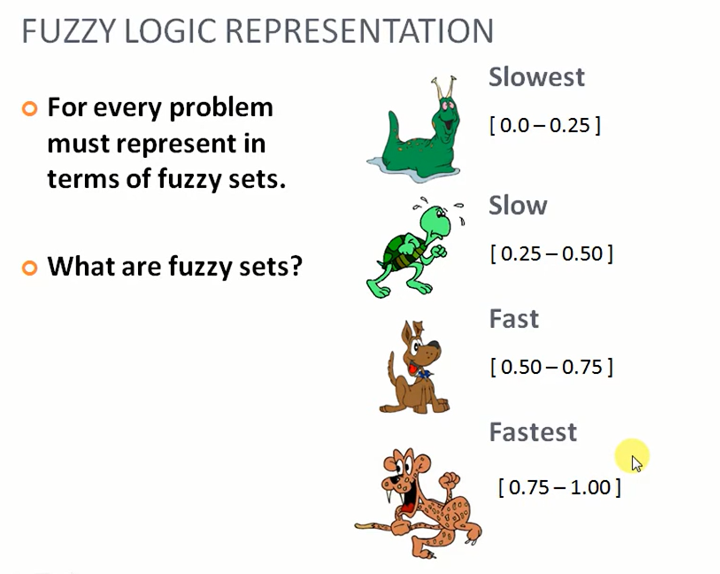 FUZZY LOGIC REPRESENTATION
For every problem
must represent in
terms of fuzzy sets.
What are fuzzy sets?
Slowest
[ 0.0 – 0.25 ]
Slow
[ 0.25 – 0.50 ]
Fast
[ 0.50 – 0.75 ]
Fastest
[ 0.75 – 1.00 ]